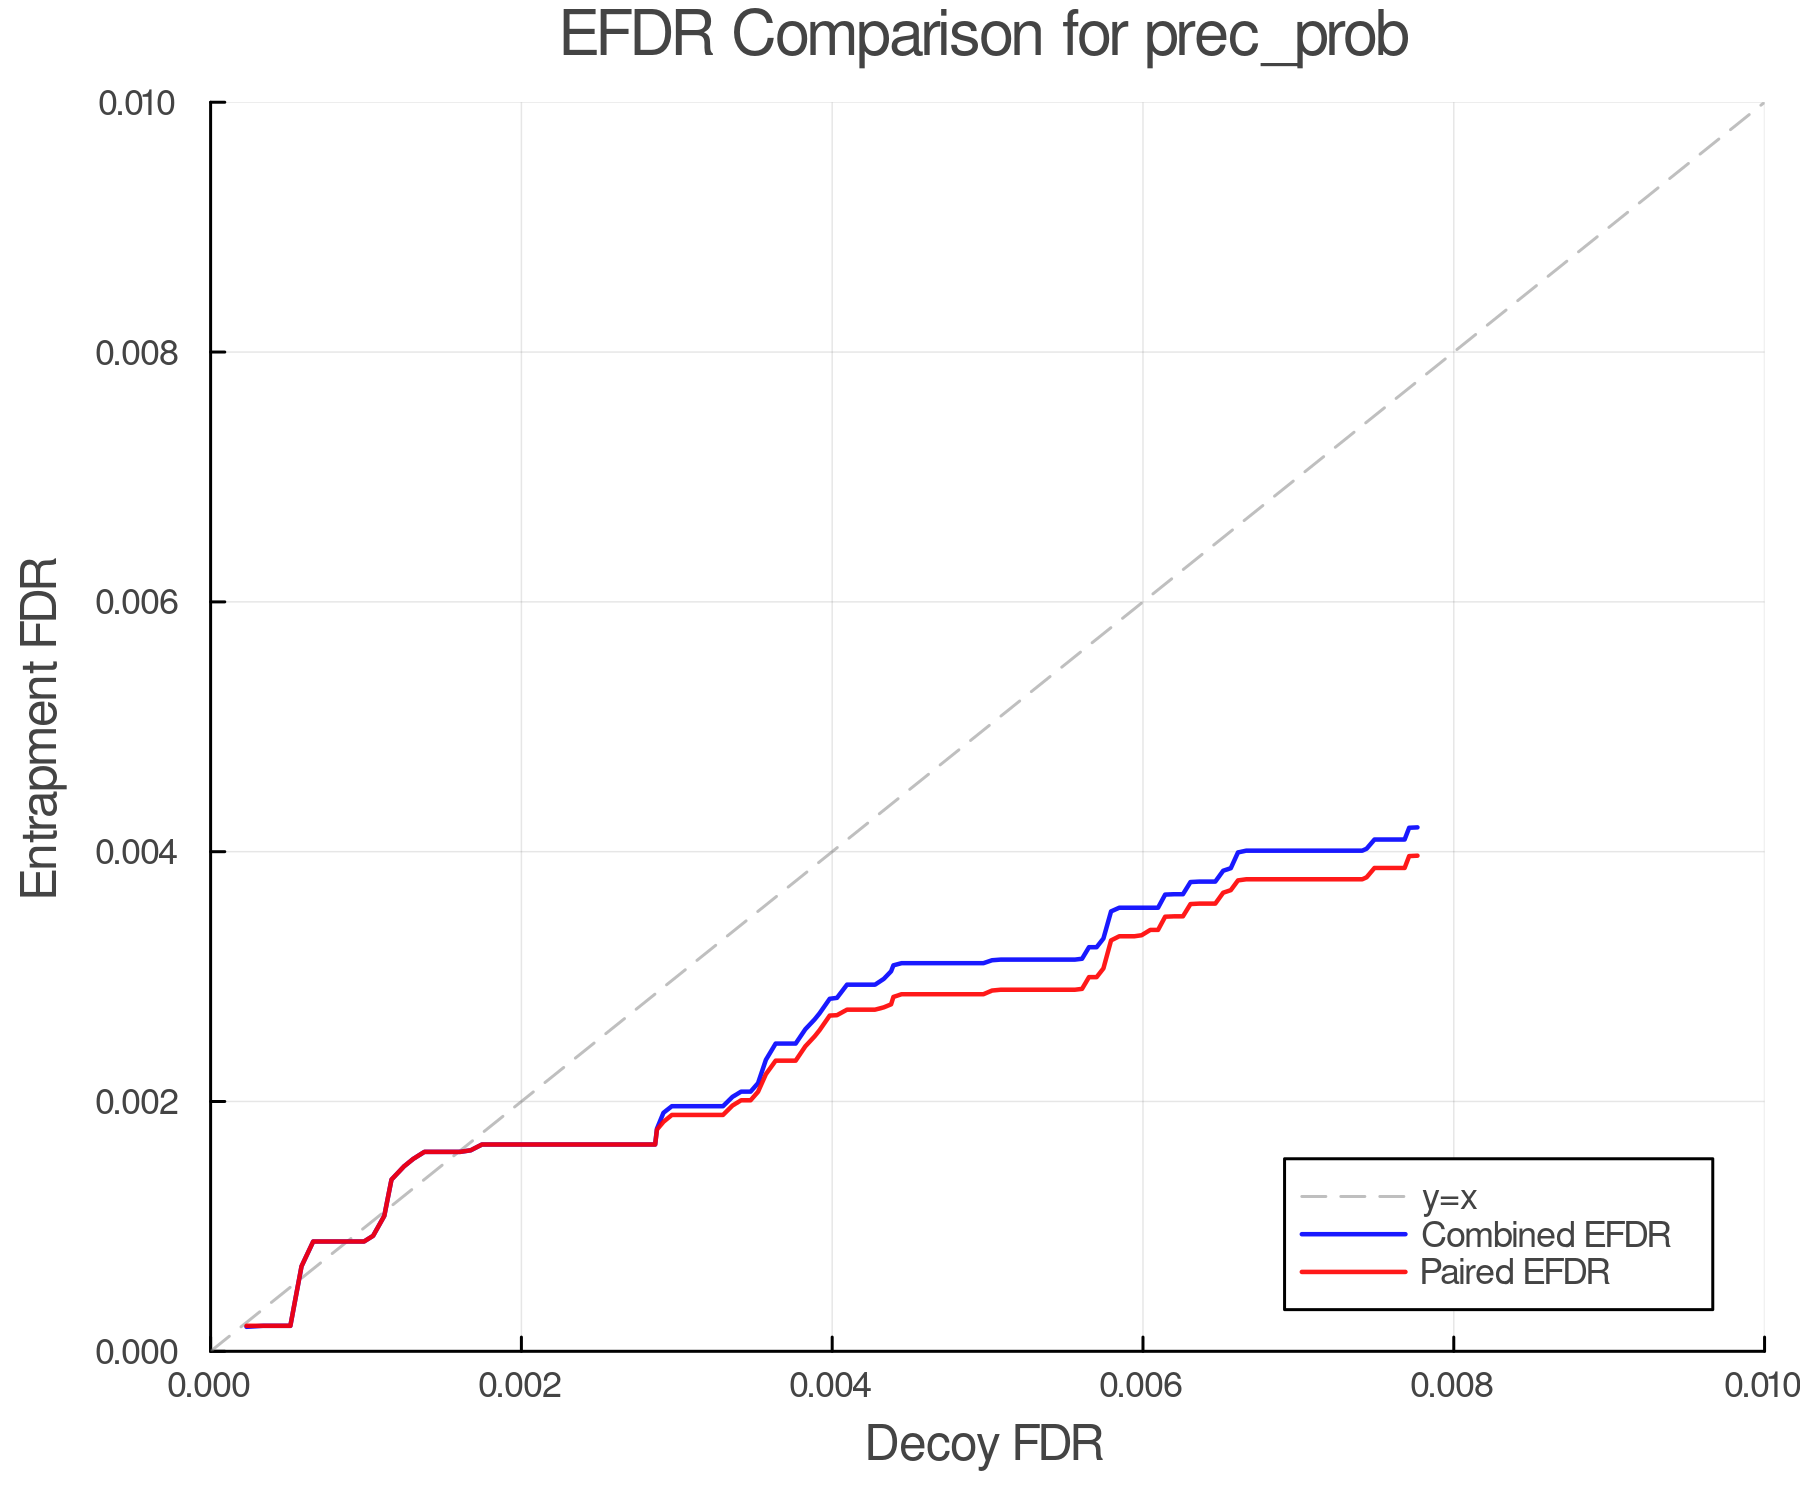 EFDR Comparison for prec_prob
0.010
0.008
0.006
0.004
0.002
0.000
Entrapment FDR
y=x
Combined EFDR
Paired EFDR
0.000 0.002 0.004 0.006 0.008 0.010
Decoy FDR